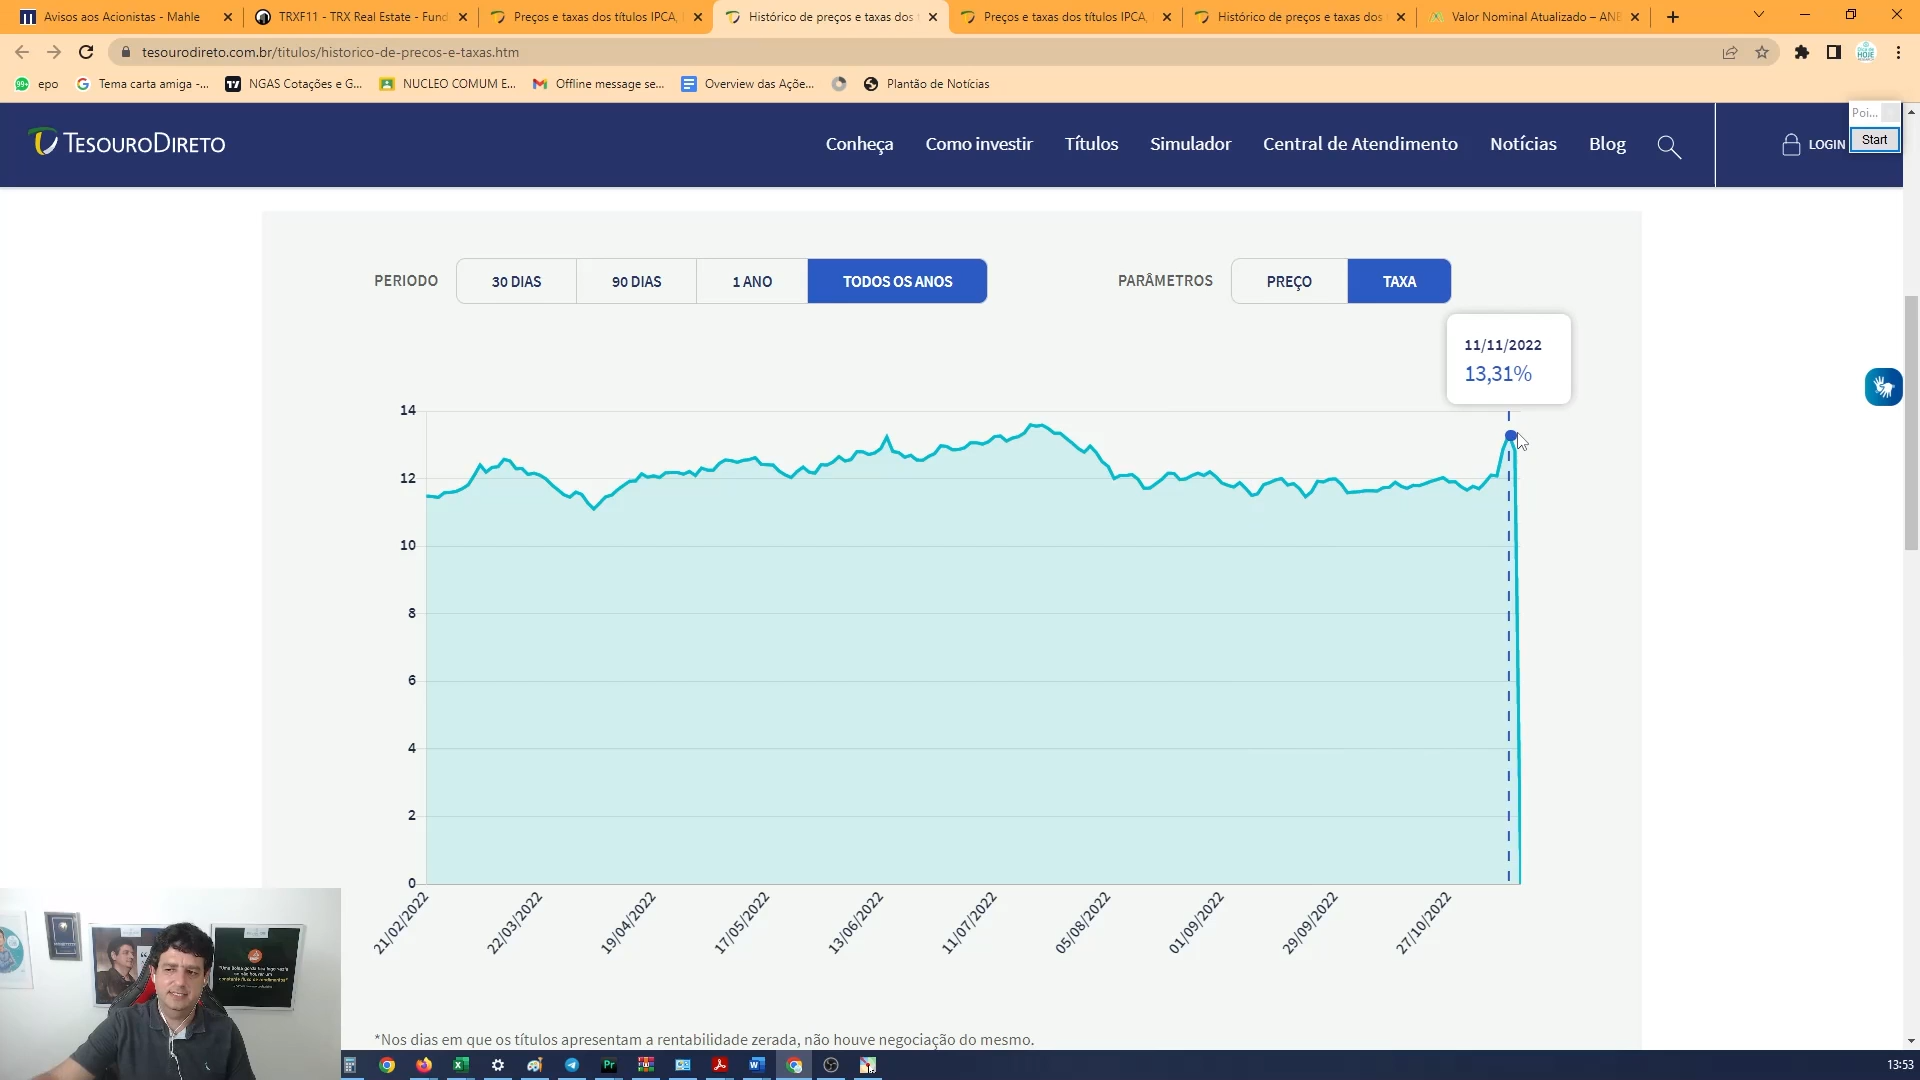 Avisos aos Acionistas - Mahle
TRXF11 - TRX Real Estate - Fund
Preços e taxas dos títulos IPCA,
Histórico de preços e taxas dos
Preços e taxas dos títulos IPCA,
Histórico de preços e taxas dos
Valor Nominal Atualizado – ANB
tesourodireto.com.br/titulos/historico-de-precos-e-taxas.htm
99+
epo
Tema carta amiga -...
NGAS Cotações e G...
NUCLEO COMUM E...
Offline message se...
Overview das Açõe...
Plantão de Notícias
TESOURODIRETO
Conheça
Como investir
Títulos
Simulador
Central de Atendimento
Notícias
Blog
LOGIN
Poi...
Start
PERIODO
30 DIAS
90 DIAS
1 ANO
TODOS OS ANOS
PARÂMETROS
PREÇO
TAXA
11/11/2022
13,31%
14
12
10
8
6
4
2
0
21/02/2022
22/03/2022
19/04/2022
17/05/2022
13/06/2022
11/07/2022
05/08/2022
01/09/2022
29/09/2022
27/10/2022
*Nos dias em que os títulos apresentam a rentabilidade zerada, não houve negociação do mesmo.
13:53